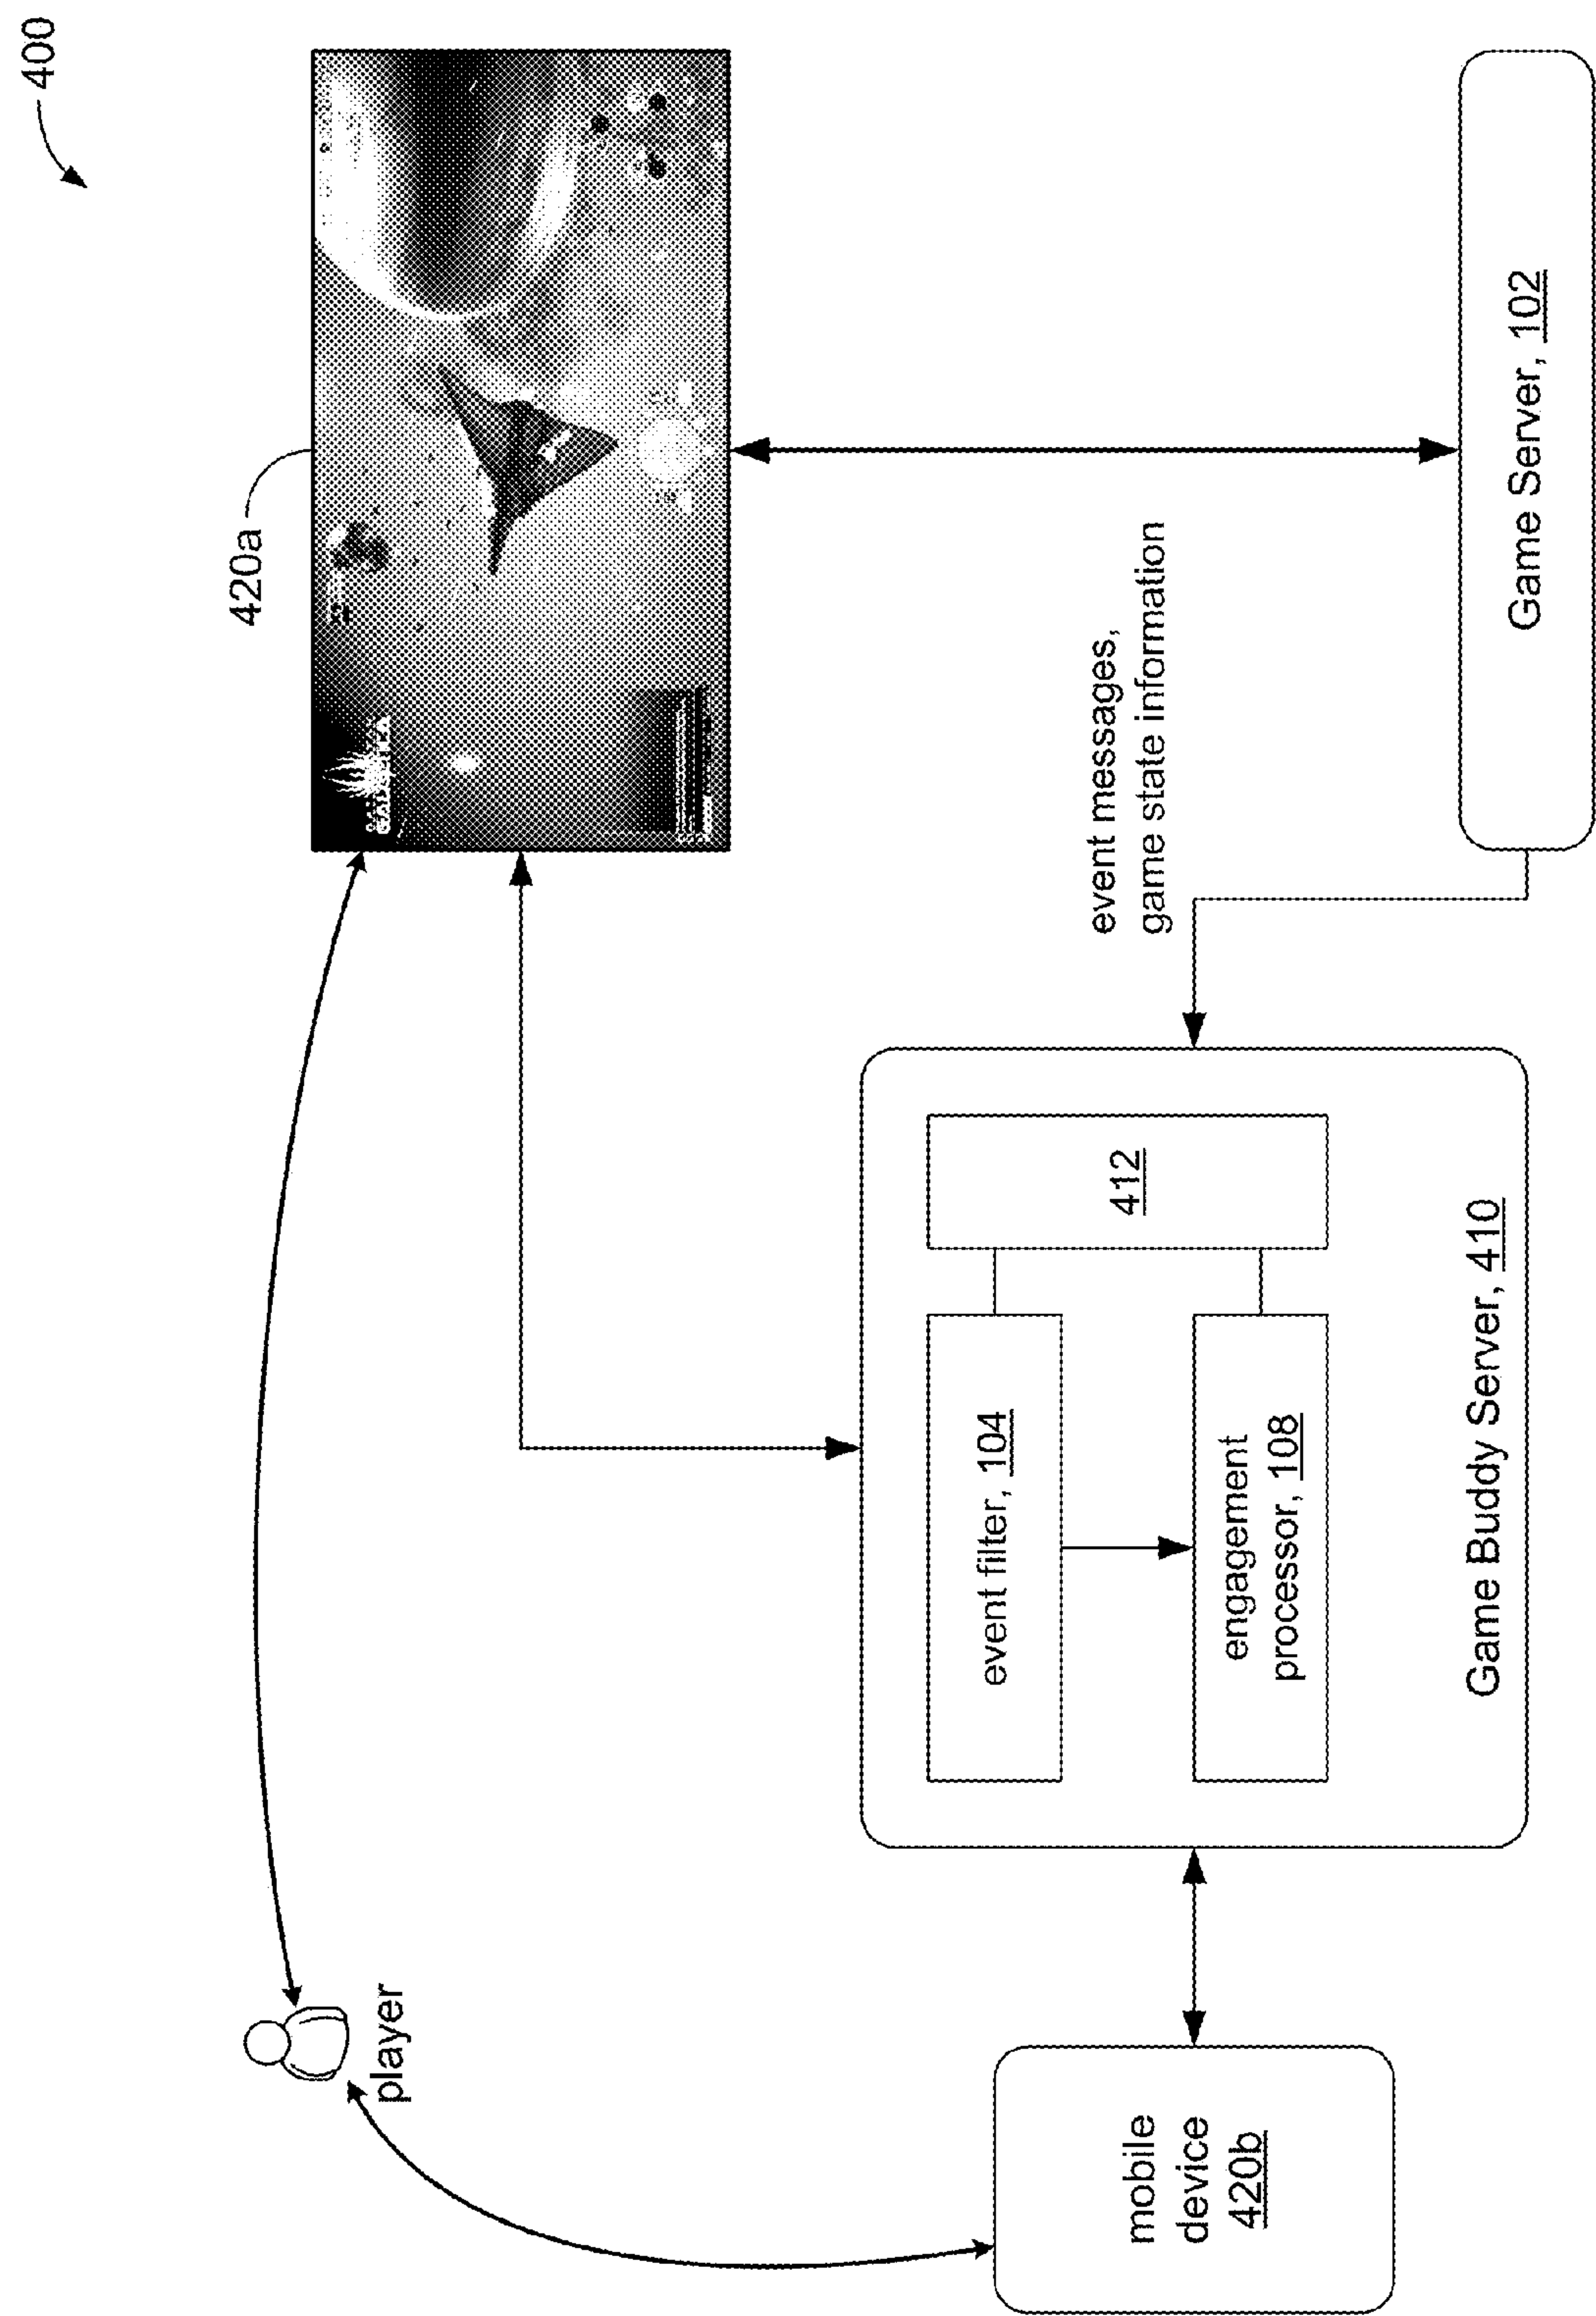 400
420a
player
event messages,
game state information
mobile
device
420b
event filter, 104
412
engagement
processor, 108
Game Buddy Server, 410
Game Server, 102